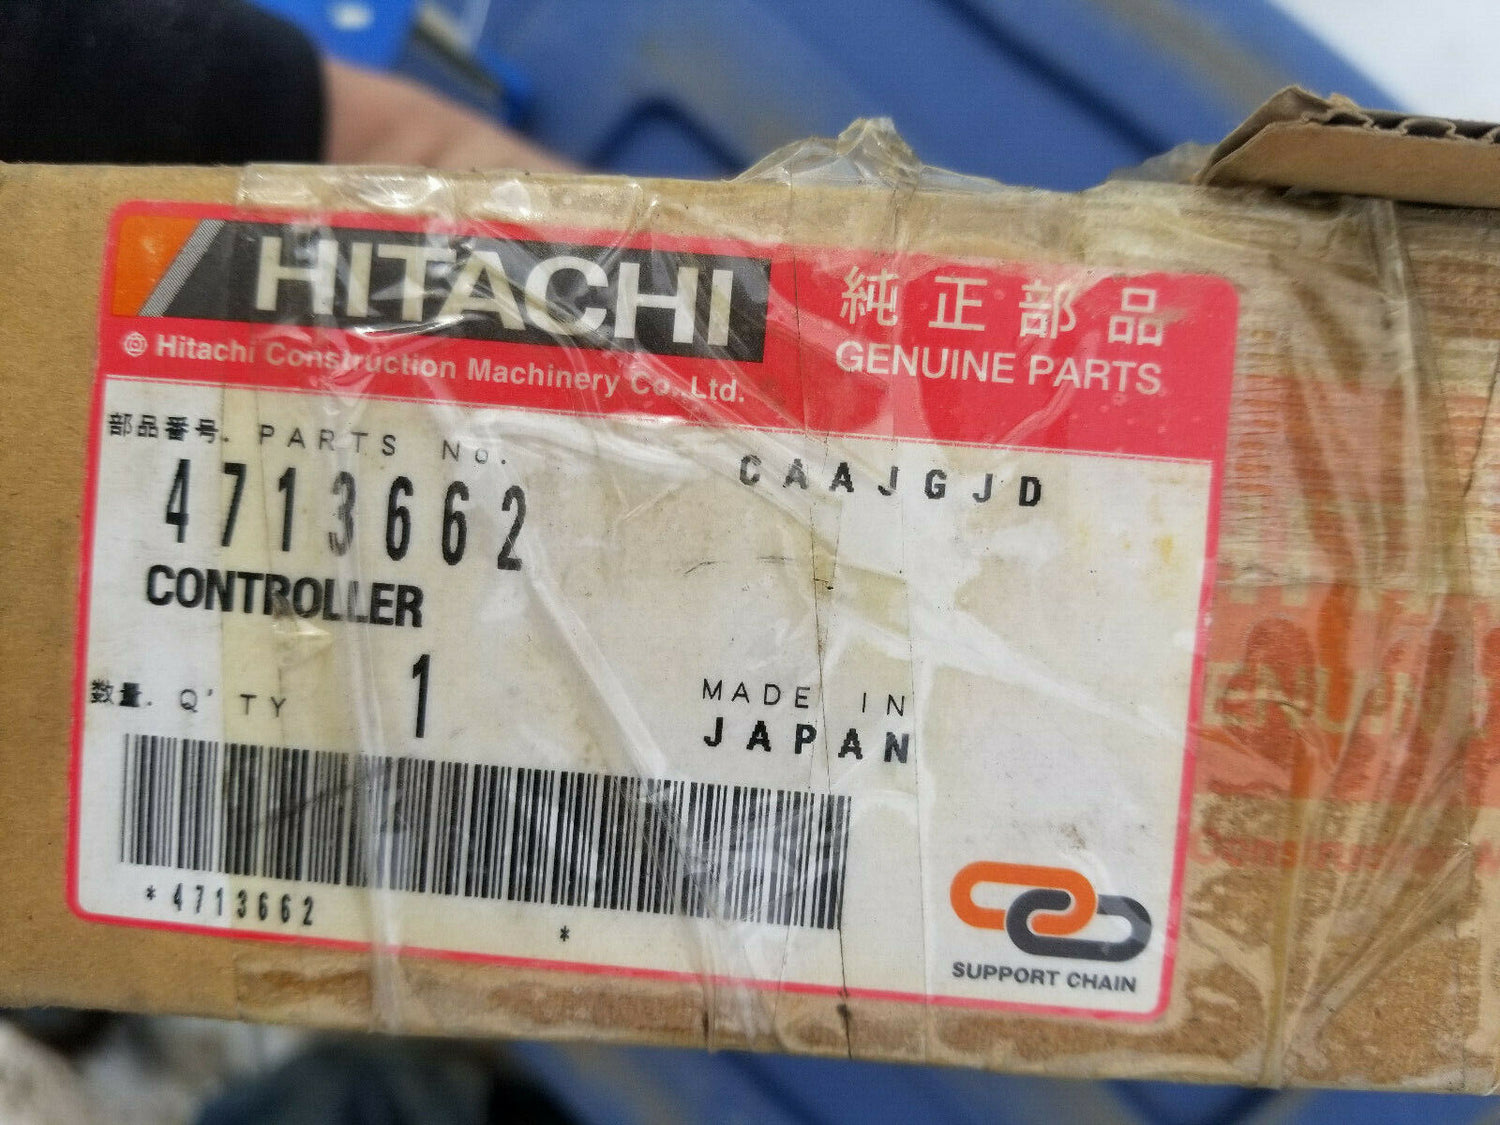 HITACHI
© Hitachi Construction Machinery Co.,Ltd.
純正部品
GENUINE PARTS
部品番号. PARTS No.
4713662
CAAJGJD
CONTROLLER
数量. Q'TY 1
MADE IN
JAPAN
*4713662 *
SUPPORT CHAIN